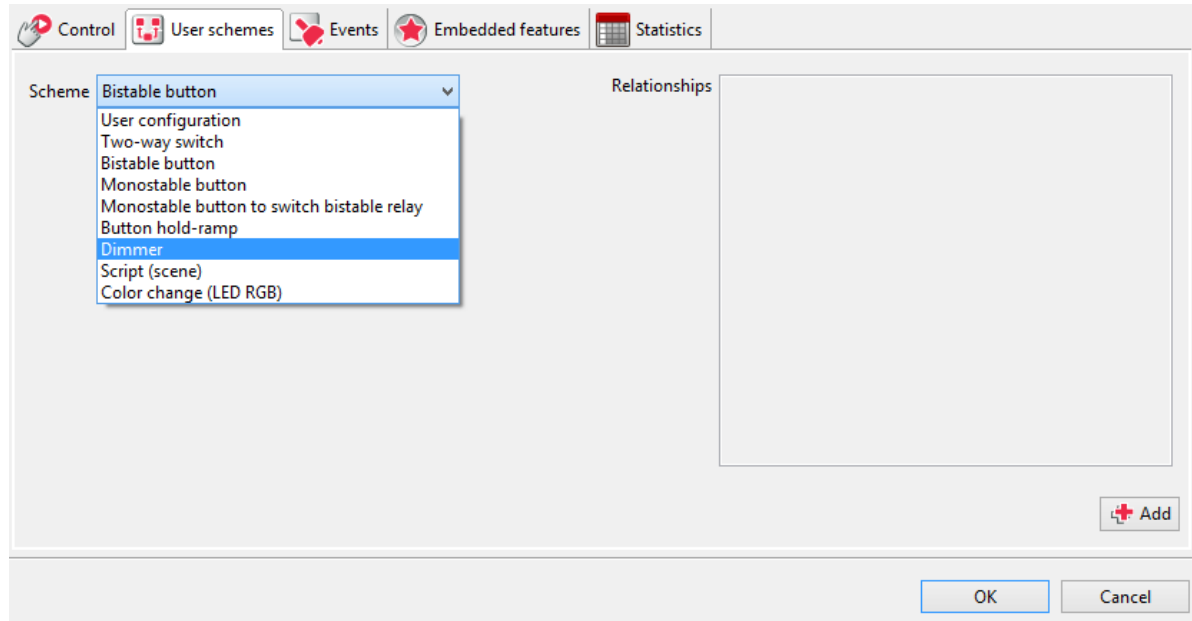 Control User schemes Events Embedded features Statistics
Scheme Bistable button Relationships
User configuration
Two-way switch
Bistable button
Monostable button
Monostable button to switch bistable relay
Button hold-ramp
Dimmer
Script (scene)
Color change (LED RGB)
Add
OK Cancel